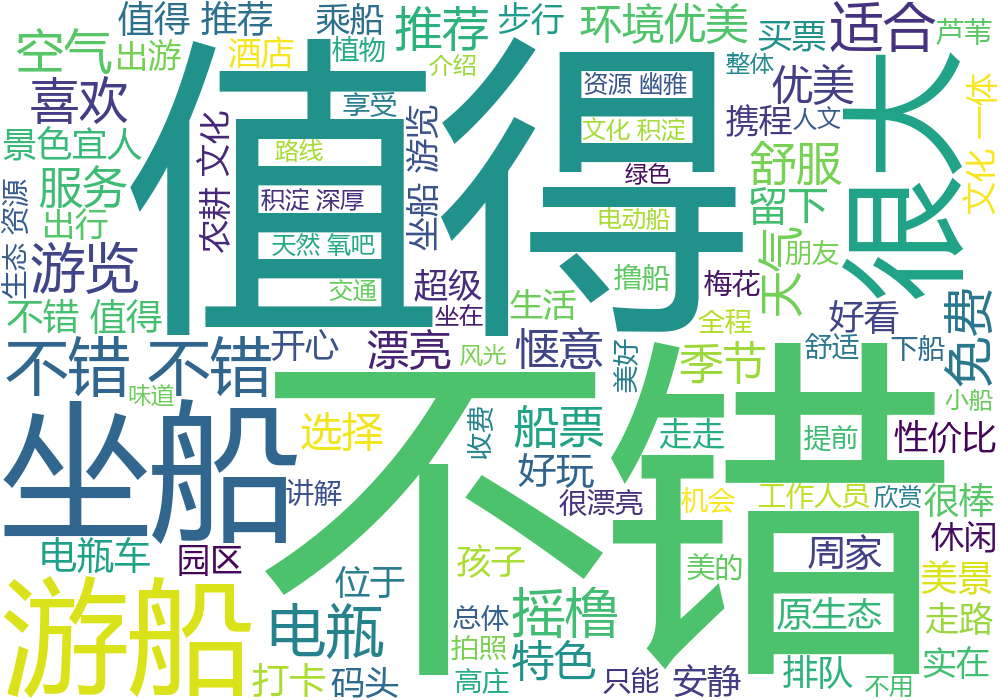 值得 推荐
乘船
推荐
步行
环境优美
买票
适合
芦苇
空气
出游
酒店
植物
介绍
整体
喜欢
值得
享受
资源 幽雅
优美
携程
人文
很大
文化 一体
景色宜人
农耕 文化
路线
坐船 游览
文化 积淀
舒服
绿色
服务
积淀 深厚
留下
生态 资源
出行
天然 氧吧
电动船
天气
朋友
游览
交通
超级
撸船
梅花
不错 值得
坐在
生活
全程
好看
免费
不错 不错
开心
漂亮
风光
惬意
美好
季节
舒适
下船
味道
不错
小船
坐船
选择
收费
船票
走走
提前
性价比
好玩
讲解
很漂亮
机会
工作人员
欣赏
很棒
电瓶车
园区
孩子
美的
周家
休闲
游船
位于
电瓶
总体
摇橹
原生态
美景
走路
拍照
特色
排队
实在
打卡
码头
高庄
只能
安静
不用